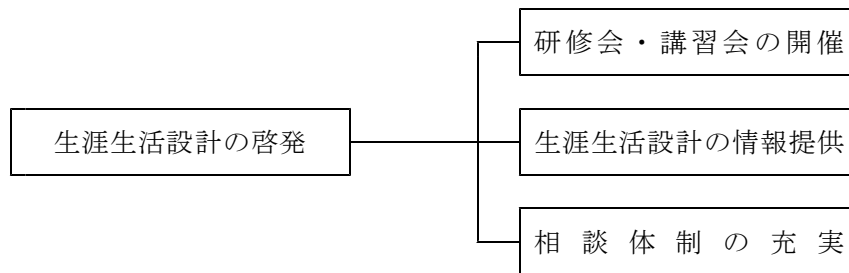 研修会・講習会の開催
生涯生活設計の啓発
生涯生活設計の情報提供
相談体制の充実